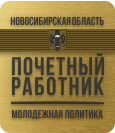 НОВОСИБИРСКАЯ ОБЛАСТЬ
ПОЧЕТНЫЙ
РАБОТНИК
МОЛОДЕЖНАЯ ПОЛИТИКА